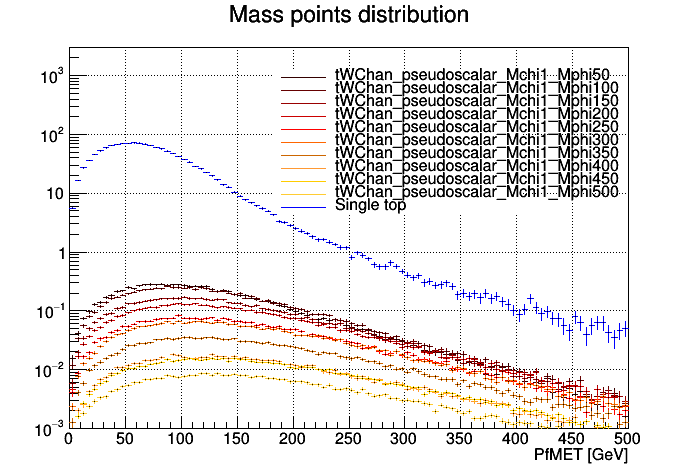 Mass points distribution
10³
10²
10
1
10⁻¹
10⁻²
10⁻³
tWChan_pseudoscalar_Mchi1_Mphi50
tWChan_pseudoscalar_Mchi1_Mphi100
tWChan_pseudoscalar_Mchi1_Mphi150
tWChan_pseudoscalar_Mchi1_Mphi200
tWChan_pseudoscalar_Mchi1_Mphi250
tWChan_pseudoscalar_Mchi1_Mphi300
tWChan_pseudoscalar_Mchi1_Mphi350
tWChan_pseudoscalar_Mchi1_Mphi400
tWChan_pseudoscalar_Mchi1_Mphi450
tWChan_pseudoscalar_Mchi1_Mphi500
Single top
0 50 100 150 200 250 300 350 400 450 500
PfMET [GeV]